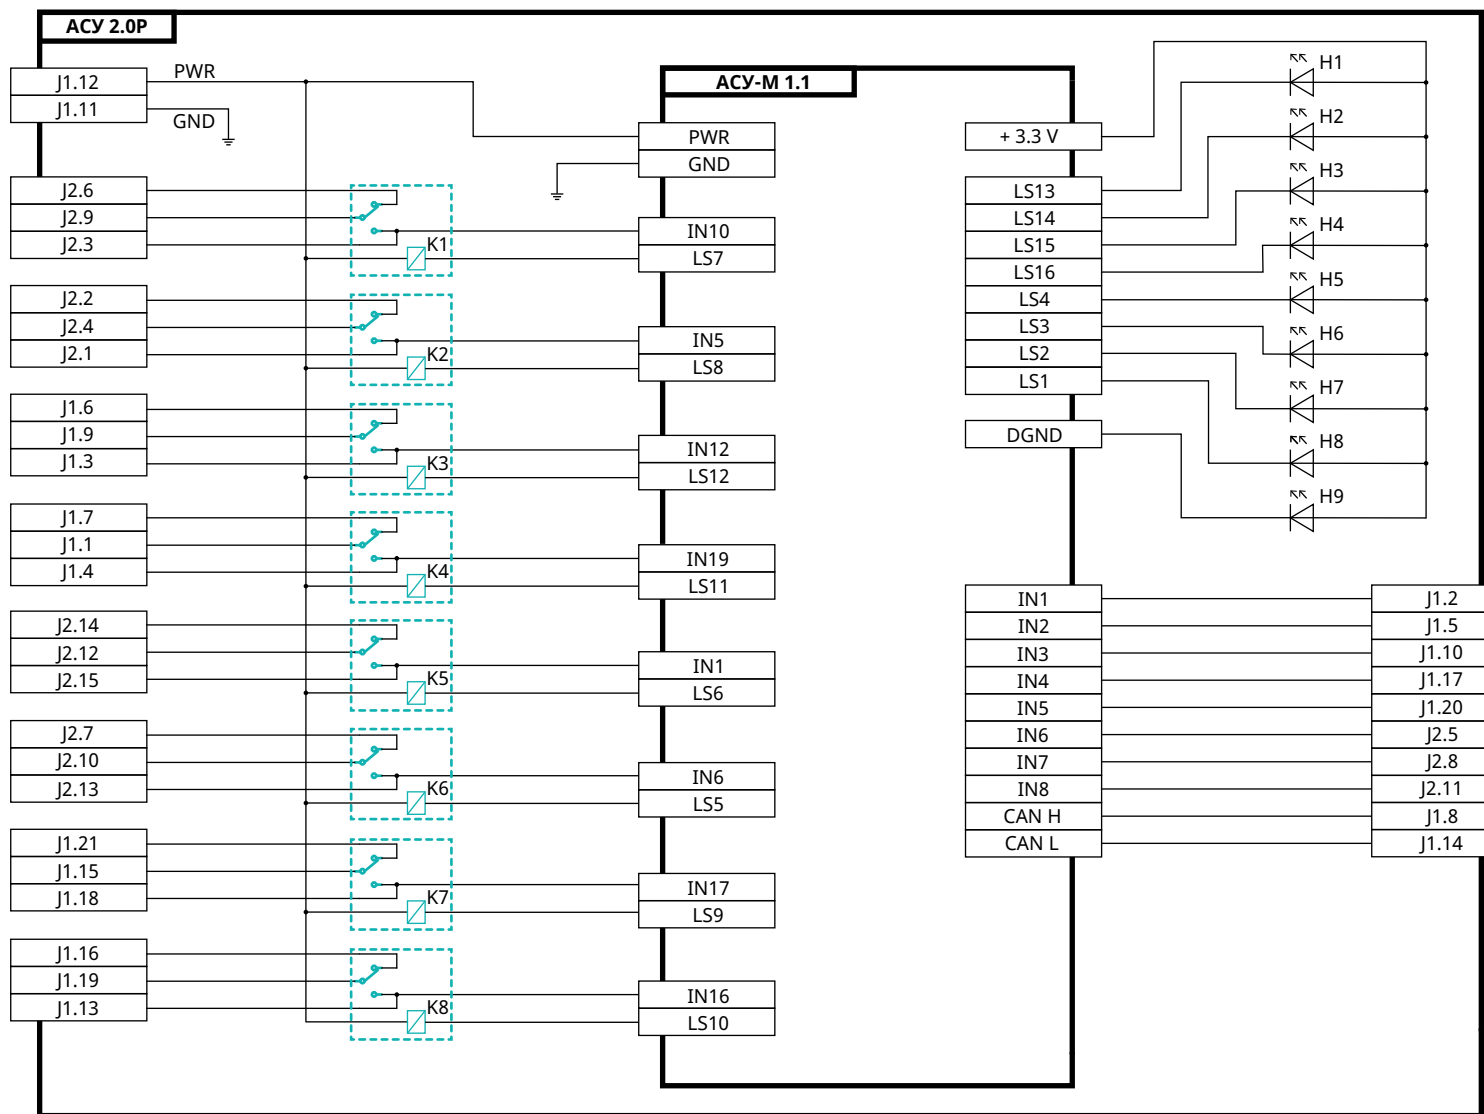 АСУ 2.0Р
J1.12
PWR
J1.11
GND
J2.6
J2.9
J2.3
K1
J2.2
J2.4
J2.1
K2
J1.6
J1.9
J1.3
K3
J1.7
J1.1
J1.4
K4
J2.14
J2.12
J2.15
K5
J2.7
J2.10
J2.13
K6
J1.21
J1.15
J1.18
K7
J1.16
J1.19
J1.13
K8
АСУ-М 1.1
PWR
GND
IN10
LS7
IN5
LS8
IN12
LS12
IN19
LS11
IN1
LS6
IN6
LS5
IN17
LS9
IN16
LS10
+ 3.3 V
LS13
LS14
LS15
LS16
LS4
LS3
LS2
LS1
DGND
H1
H2
H3
H4
H5
H6
H7
H8
H9
IN1
IN2
IN3
IN4
IN5
IN6
IN7
IN8
CAN H
CAN L
J1.2
J1.5
J1.10
J1.17
J1.20
J2.5
J2.8
J2.11
J1.8
J1.14